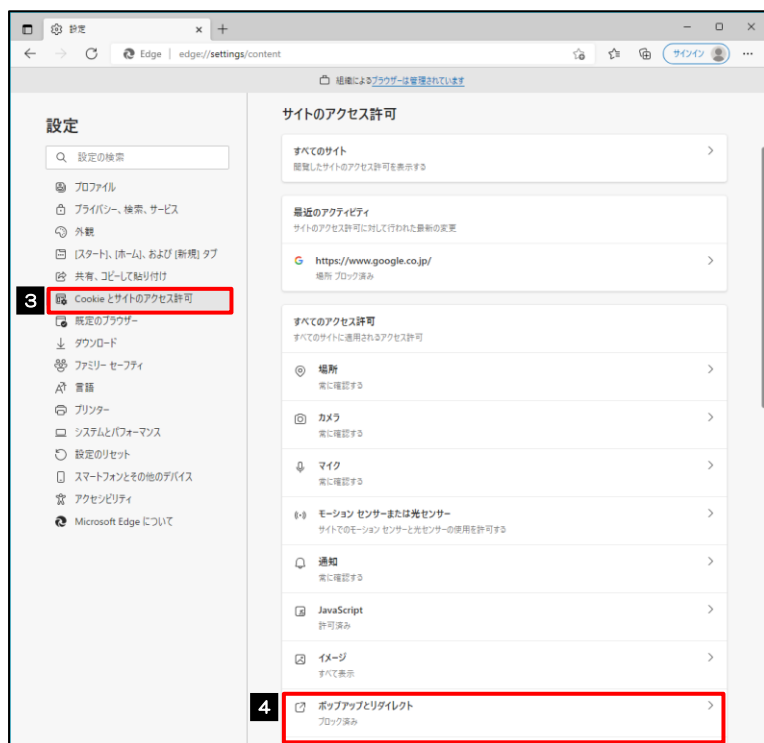 設定
Edge | edge://settings/content
サインイン
組織によるブラウザーは管理されています
設定
設定の検索
プロファイル
プライバシー、検索、サービス
外観
[スタート]、[ホーム]、および [新規] タブ
共有、コピーして貼り付け
3 Cookie とサイトのアクセス許可
既定のブラウザー
ダウンロード
ファミリー セーフティ
言語
プリンター
システムとパフォーマンス
設定のリセット
スマートフォンとその他のデバイス
アクセシビリティ
Microsoft Edge について
サイトのアクセス許可
すべてのサイト
閲覧したサイトのアクセス許可を表示する
最近のアクティビティ
サイトのアクセス許可に対して行われた最新の変更
https://www.google.co.jp/
場所 ブロック済み
すべてのアクセス許可
すべてのサイトに適用されるアクセス許可
場所
常に確認する
カメラ
常に確認する
マイク
常に確認する
モーション センサーまたは光センサー
サイトでのモーション センサーと光センサーの使用を許可する
通知
常に確認する
JavaScript
許可済み
イメージ
すべて表示
4 ポップアップとリダイレクト
ブロック済み